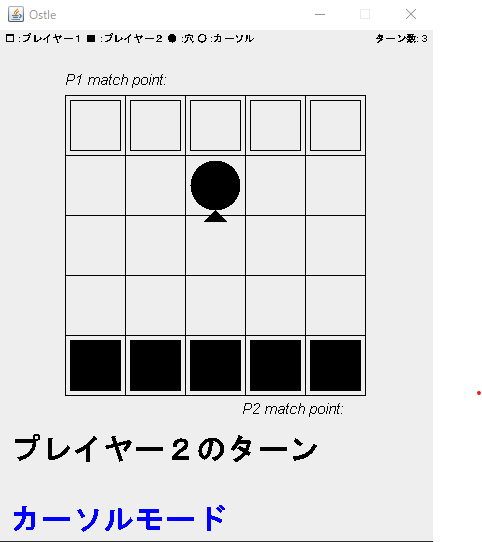 Ostle
□ :プレイヤー1 ■ :プレイヤー2 ● :穴 ○ :カーソル ターン数: 3
P1 match point:
P2 match point:
プレイヤー2のターン
カーソルモード